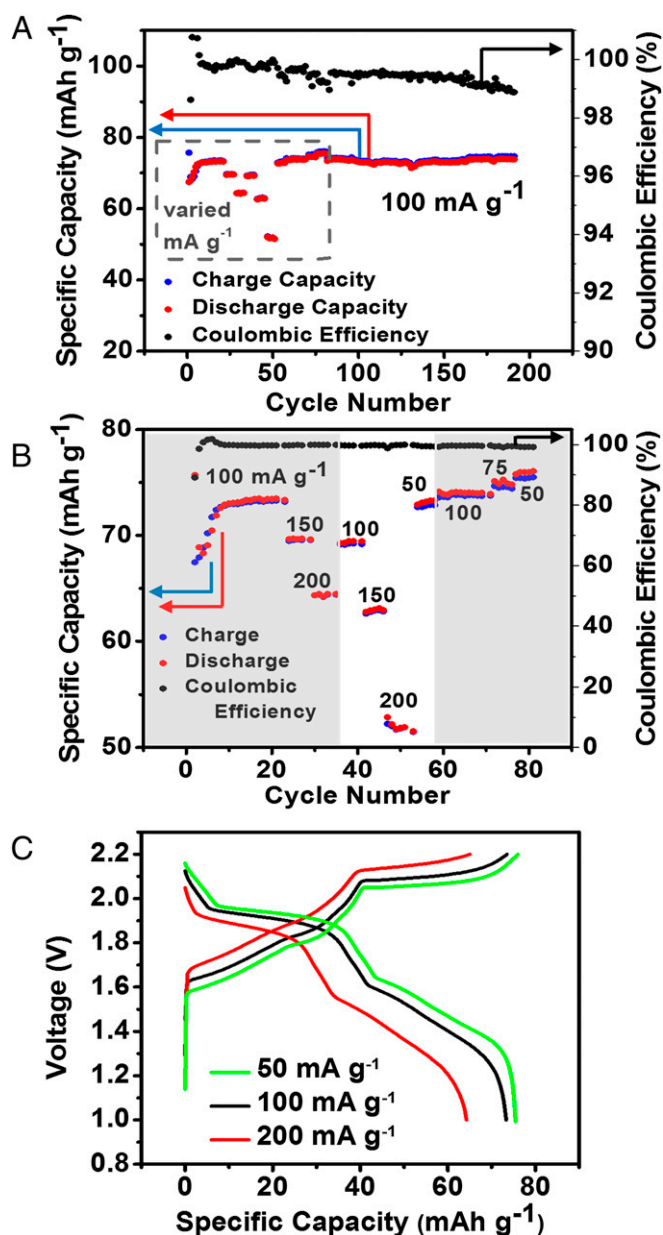 A
Specific Capacity (mAh g-1)
120
100
80
60
40
20
100
98
96
94
92
90
Coulombic Efficiency (%)
varied
mA g-1
100 mA g-1
Charge Capacity
Discharge Capacity
Coulombic Efficiency
0 50 100 150 200
Cycle Number
B
Specific Capacity (mAh g-1)
80
70
60
50
100
80
60
40
20
0
Coulombic Efficiency (%)
100 mA g-1
150
200
100
150
200
50
100
75
50
Charge
Discharge
Coulombic
Efficiency
0 20 40 60 80
Cycle Number
C
Voltage (V)
2.2
2.0
1.8
1.6
1.4
1.2
1.0
0.8
50 mA g-1
100 mA g-1
200 mA g-1
0 20 40 60 80
Specific Capacity (mAh g-1)